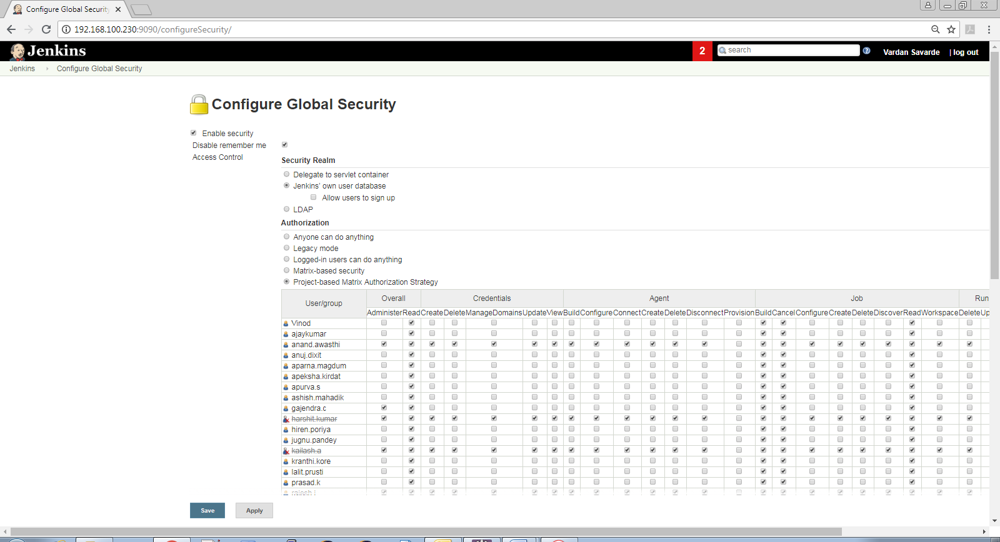 Configure Global Security
192.168.100.230:9090/configureSecurity/
Jenkins 2 search Vardan Savarde | log out
Jenkins Configure Global Security
Configure Global Security
Enable security
Disable remember me
Access Control
Security Realm
Delegate to servlet container
Jenkins' own user database
Allow users to sign up
LDAP
Authorization
Anyone can do anything
Legacy mode
Logged-in users can do anything
Matrix-based security
Project-based Matrix Authorization Strategy
User/group Overall Credentials Agent Job Run
Administer Read Create Delete ManageDomains Update View Build Configure Connect Create Delete Disconnect Provision Build Cancel Configure Create Delete Discover Read Workspace Delete Up
Vinod
ajaykumar
anand.awasthi
anuj.dixit
aparna.magdum
apeksha.kirdat
apurva.s
ashish.mahadik
gajendra.c
harshit.kumar
hiren.poriya
jugnu.pandey
kailash.a
kranthi.kore
lalit.prusti
prasad.k
Save Apply